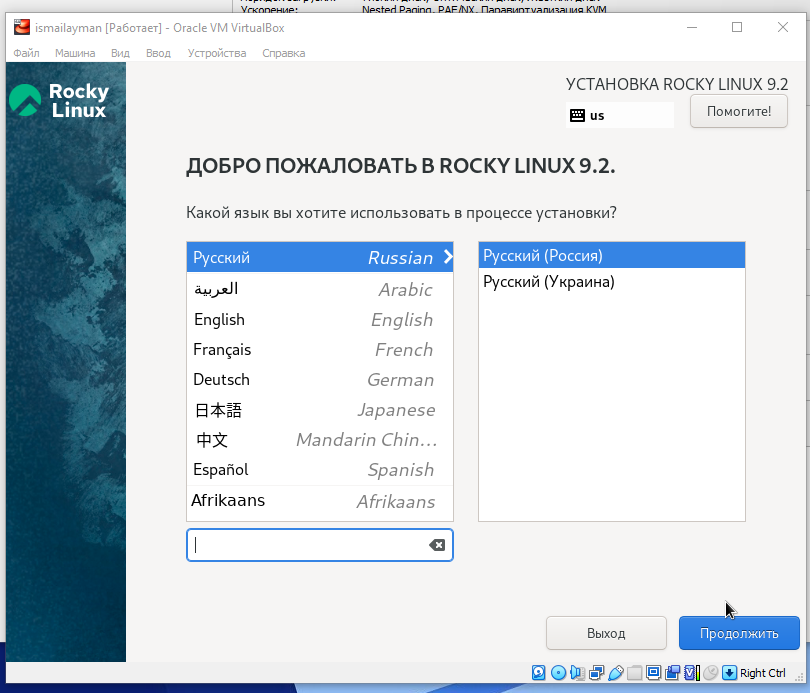 Ускорение:
Nested Paging, PAE/NX, Паравиртуализация KVM
ismailayman [Работает] - Oracle VM VirtualBox
Файл Машина Вид Ввод Устройства Справка
Rocky
Linux
УСТАНОВКА ROCKY LINUX 9.2
us
Помогите!
ДОБРО ПОЖАЛОВАТЬ В ROCKY LINUX 9.2.
Какой язык вы хотите использовать в процессе установки?
Русский Russian
العربية Arabic
English English
Français French
Deutsch German
日本語 Japanese
中文 Mandarin Chin...
Español Spanish
Afrikaans Afrikaans
Русский (Россия)
Русский (Украина)
Выход
Продолжить
Right Ctrl